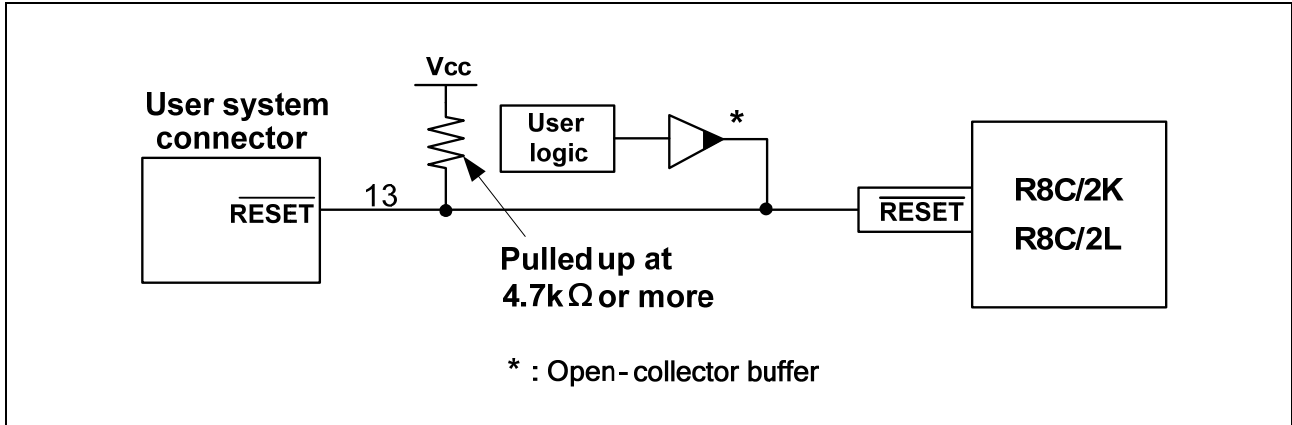 Vcc
User system
connector
RESET
13
User
logic
*
Pulled up at
4.7kΩ or more
RESET
R8C/2K
R8C/2L
* : Open-collector buffer